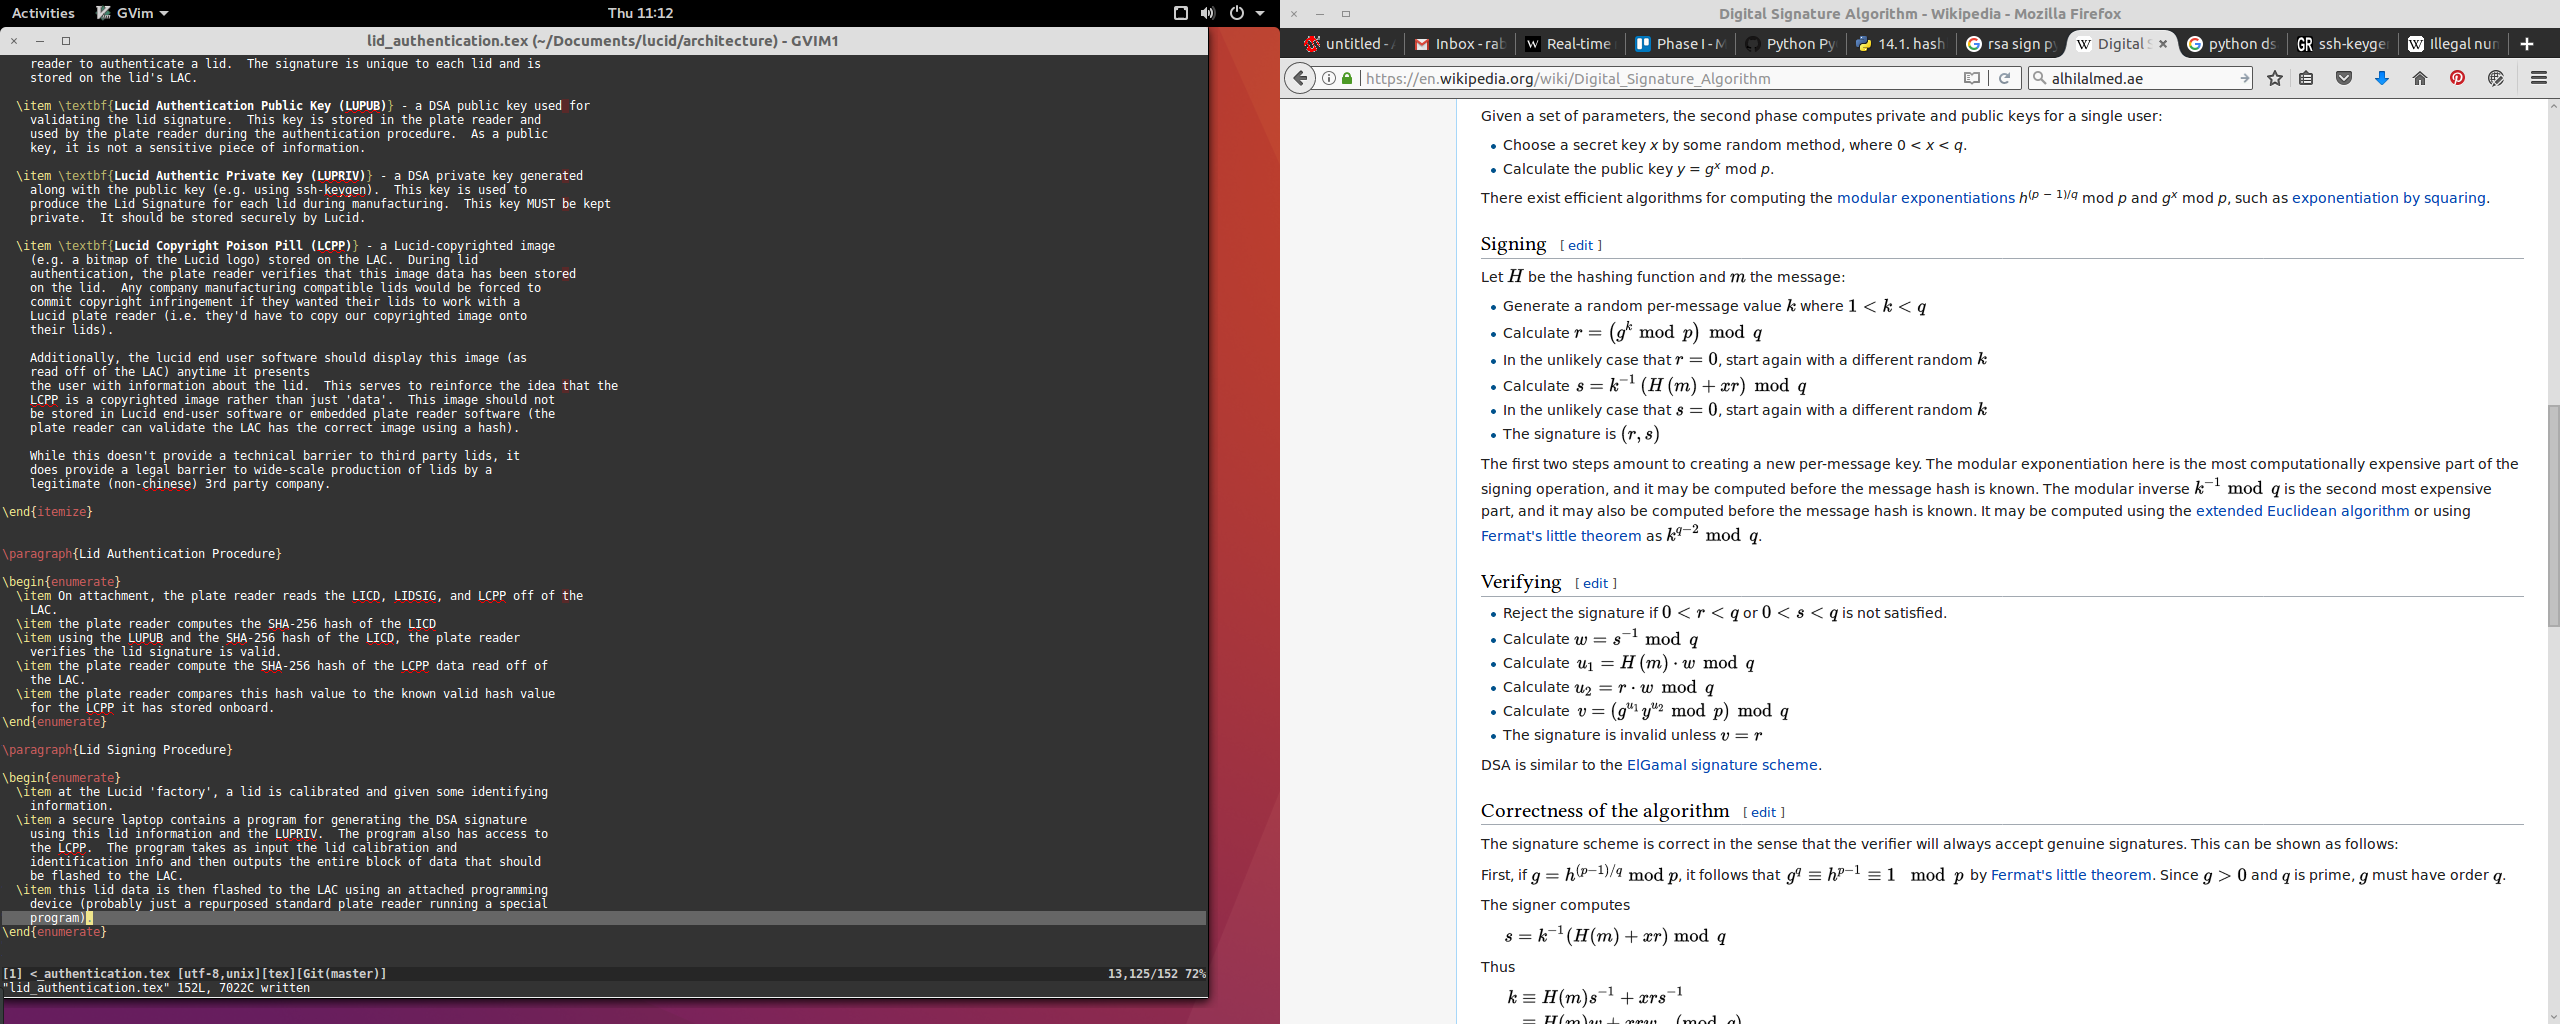 Activities GVim Thu 11:12
lid_authentication.tex (~/Documents/lucid/architecture) - GVIM1
reader to authenticate a lid.  The signature is unique to each lid and is
stored on the lid's LAC.
\item \textbf{Lucid Authentication Public Key (LUPUB)} - a DSA public key used for
validating the lid signature.  This key is stored in the plate reader and
used by the plate reader during the authentication procedure.  As a public
key, it is not a sensitive piece of information.
\item \textbf{Lucid Authentic Private Key (LUPRIV)} - a DSA private key generated
along with the public key (e.g. using ssh-keygen).  This key is used to
produce the Lid Signature for each lid during manufacturing.  This key MUST be kept
private.  It should be stored securely by Lucid.
\item \textbf{Lucid Copyright Poison Pill (LCPP)} - a Lucid-copyrighted image
(e.g. a bitmap of the Lucid logo) stored on the LAC.  During lid
authentication, the plate reader verifies that this image data has been stored
on the lid.  Any company manufacturing compatible lids would be forced to
commit copyright infringement if they wanted their lids to work with a
Lucid plate reader (i.e. they'd have to copy our copyrighted image onto
their lids).
Additionally, the lucid end user software should display this image (as
read off of the LAC) anytime it presents
the user with information about the lid.  This serves to reinforce the idea that the
LCPP is a copyrighted image rather than just 'data'.  This image should not
be stored in Lucid end-user software or embedded plate reader software (the
plate reader can validate the LAC has the correct image using a hash).
While this doesn't provide a technical barrier to third party lids, it
does provide a legal barrier to wide-scale production of lids by a
legitimate (non-chinese) 3rd party company.
\end{itemize}
\paragraph{Lid Authentication Procedure}
\begin{enumerate}
\item On attachment, the plate reader reads the LICD, LIDSIG, and LCPP off of the
LAC.
\item the plate reader computes the SHA-256 hash of the LICD
\item using the LUPUB and the SHA-256 hash of the LICD, the plate reader
verifies the lid signature is valid.
\item the plate reader compute the SHA-256 hash of the LCPP data read off of
the LAC.
\item the plate reader compares this hash value to the known valid hash value
for the LCPP it has stored onboard.
\end{enumerate}
\paragraph{Lid Signing Procedure}
\begin{enumerate}
\item at the Lucid 'factory', a lid is calibrated and given some identifying
information.
\item a secure laptop contains a program for generating the DSA signature
using this lid information and the LUPRIV.  The program also has access to
the LCPP.  The program takes as input the lid calibration and
identification info and then outputs the entire block of data that should
be flashed to the LAC.
\item this lid data is then flashed to the LAC using an attached programming
device (probably just a repurposed standard plate reader running a special
program).
\end{enumerate}
[1] <_authentication.tex [utf-8,unix][tex][Git(master)] 13,125/152 72%
"lid_authentication.tex" 152L, 7022C written
Digital Signature Algorithm - Wikipedia - Mozilla Firefox
untitled - Inbox - rab Real-time Phase I - M Python Py 14.1. hash rsa sign py Digital S python ds ssh-keyge Illegal num
https://en.wikipedia.org/wiki/Digital_Signature_Algorithm alhilalmed.ae
Given a set of parameters, the second phase computes private and public keys for a single user:
• Choose a secret key x by some random method, where 0 < x < q.
• Calculate the public key y = gˣ mod p.
There exist efficient algorithms for computing the modular exponentiations h^(p − 1)/q mod p and gˣ mod p, such as exponentiation by squaring.
Signing [ edit ]
Let H be the hashing function and m the message:
• Generate a random per-message value k where 1 < k < q
• Calculate r = (g^k mod p) mod q
• In the unlikely case that r = 0, start again with a different random k
• Calculate s = k⁻¹ (H (m) + xr) mod q
• In the unlikely case that s = 0, start again with a different random k
• The signature is (r, s)
The first two steps amount to creating a new per-message key. The modular exponentiation here is the most computationally expensive part of the
signing operation, and it may be computed before the message hash is known. The modular inverse k⁻¹ mod q is the second most expensive
part, and it may also be computed before the message hash is known. It may be computed using the extended Euclidean algorithm or using
Fermat's little theorem as k^(q−2) mod q.
Verifying [ edit ]
• Reject the signature if 0 < r < q or 0 < s < q is not satisfied.
• Calculate w = s⁻¹ mod q
• Calculate u₁ = H (m) · w mod q
• Calculate u₂ = r · w mod q
• Calculate v = (g^u₁ y^u₂ mod p) mod q
• The signature is invalid unless v = r
DSA is similar to the ElGamal signature scheme.
Correctness of the algorithm [ edit ]
The signature scheme is correct in the sense that the verifier will always accept genuine signatures. This can be shown as follows:
First, if g = h^(p−1)/q mod p, it follows that g^q ≡ h^(p−1) ≡ 1 mod p by Fermat's little theorem. Since g > 0 and q is prime, g must have order q.
The signer computes
s = k⁻¹(H(m) + xr) mod q
Thus
k ≡ H(m)s⁻¹ + xrs⁻¹
≡ H(m)w + xrw (mod q)